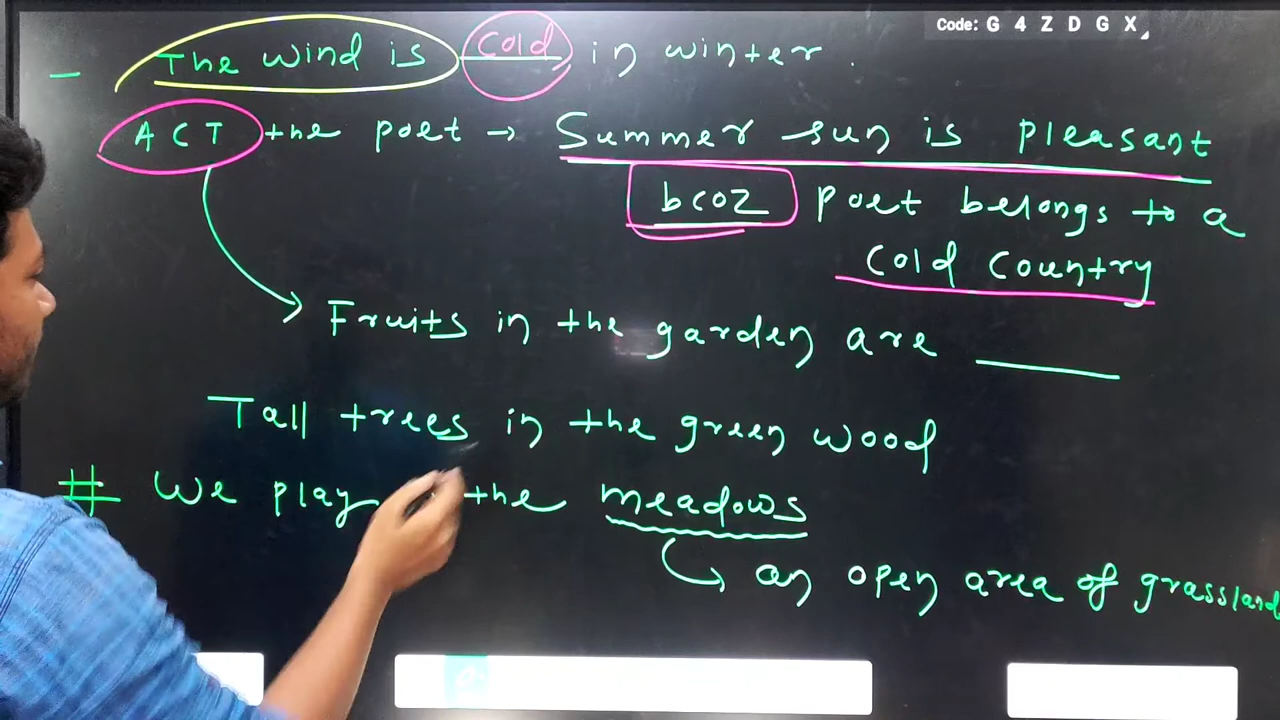 Code: G 4 Z D G X
- The wind is cold in winter.
ACT the poet → Summer sun is pleasant
bcoz poet belongs to a
cold country
Fruits in the garden are ______
Tall trees in the green wood
# We play the meadows
an open area of grassland